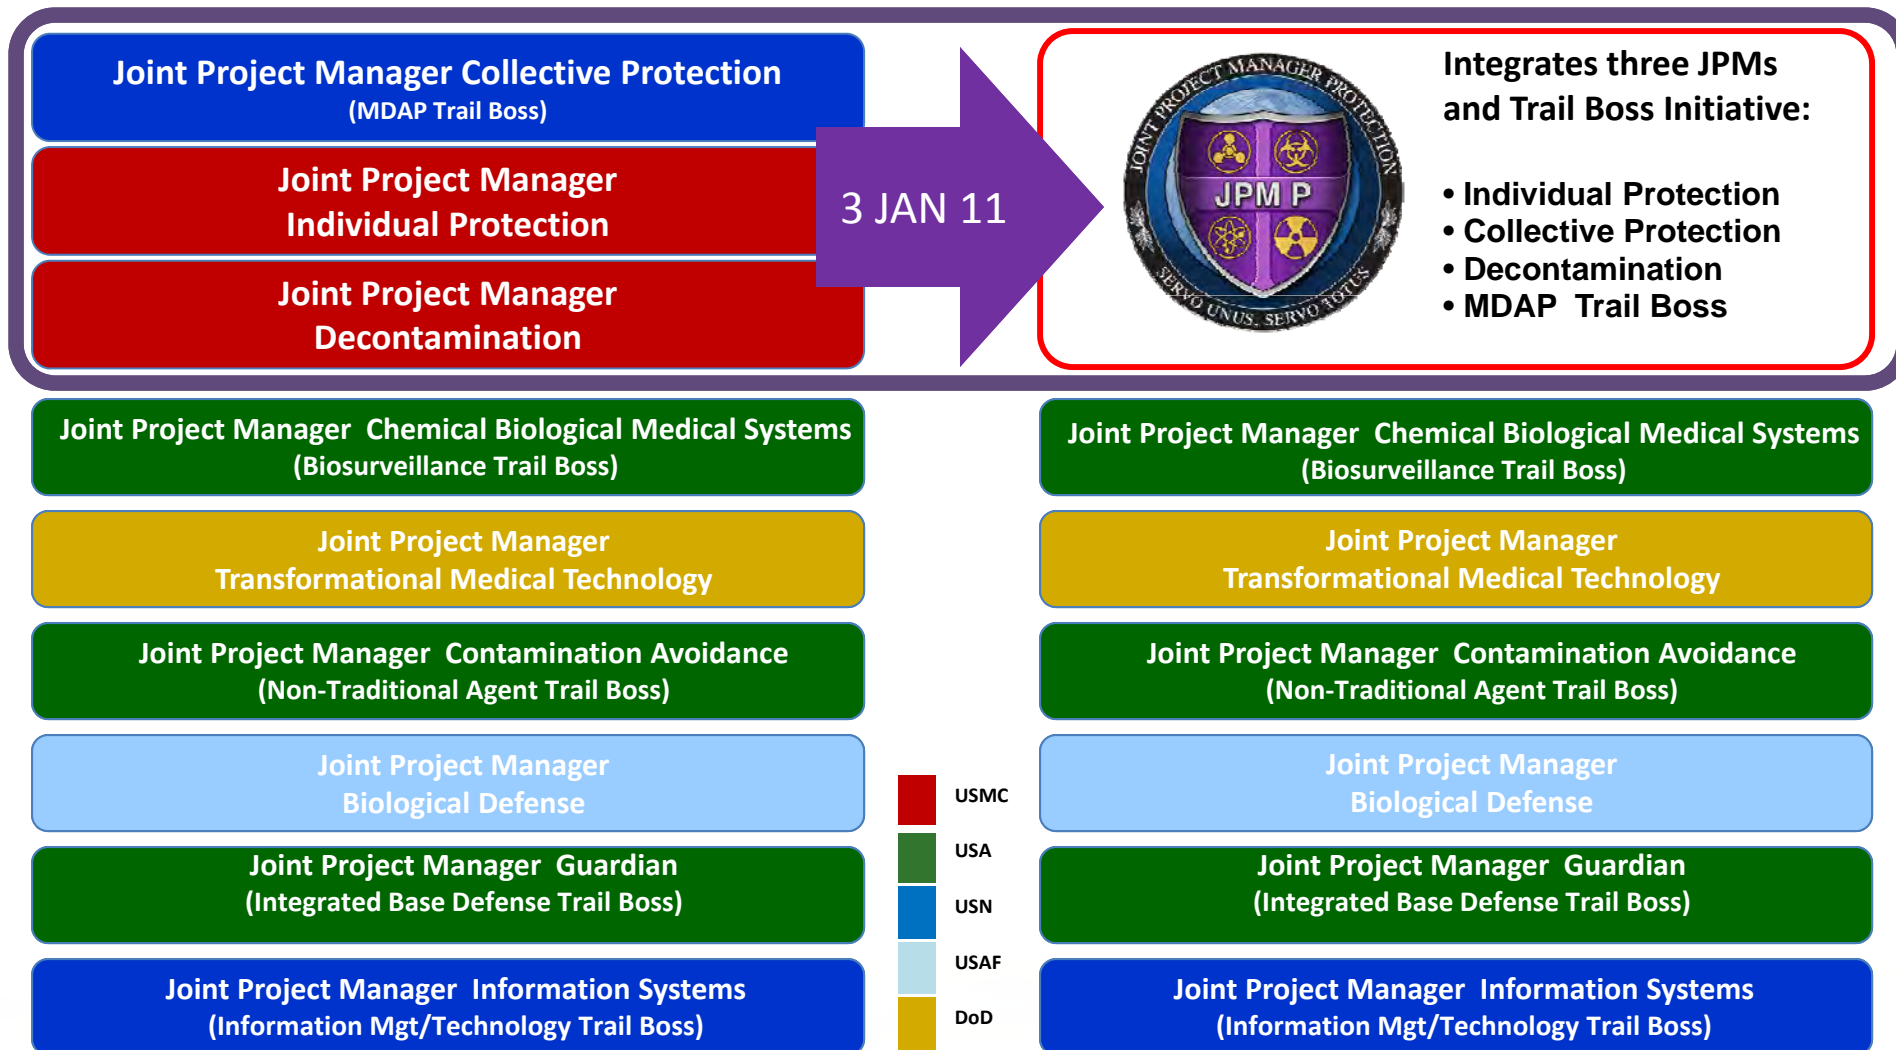 Joint Project Manager Collective Protection
(MDAP Trail Boss)
Joint Project Manager
Individual Protection
Joint Project Manager
Decontamination
3 JAN 11
JOINT PROJECT MANAGER PROTECTION
JPM P
SERVO UNUS, SERVO TOTUS
Integrates three JPMs
and Trail Boss Initiative:
• Individual Protection
• Collective Protection
• Decontamination
• MDAP Trail Boss
Joint Project Manager Chemical Biological Medical Systems
(Biosurveillance Trail Boss)
Joint Project Manager
Transformational Medical Technology
Joint Project Manager Contamination Avoidance
(Non-Traditional Agent Trail Boss)
Joint Project Manager
Biological Defense
Joint Project Manager Guardian
(Integrated Base Defense Trail Boss)
Joint Project Manager Information Systems
(Information Mgt/Technology Trail Boss)
USMC
USA
USN
USAF
DoD
Joint Project Manager Chemical Biological Medical Systems
(Biosurveillance Trail Boss)
Joint Project Manager
Transformational Medical Technology
Joint Project Manager Contamination Avoidance
(Non-Traditional Agent Trail Boss)
Joint Project Manager
Biological Defense
Joint Project Manager Guardian
(Integrated Base Defense Trail Boss)
Joint Project Manager Information Systems
(Information Mgt/Technology Trail Boss)